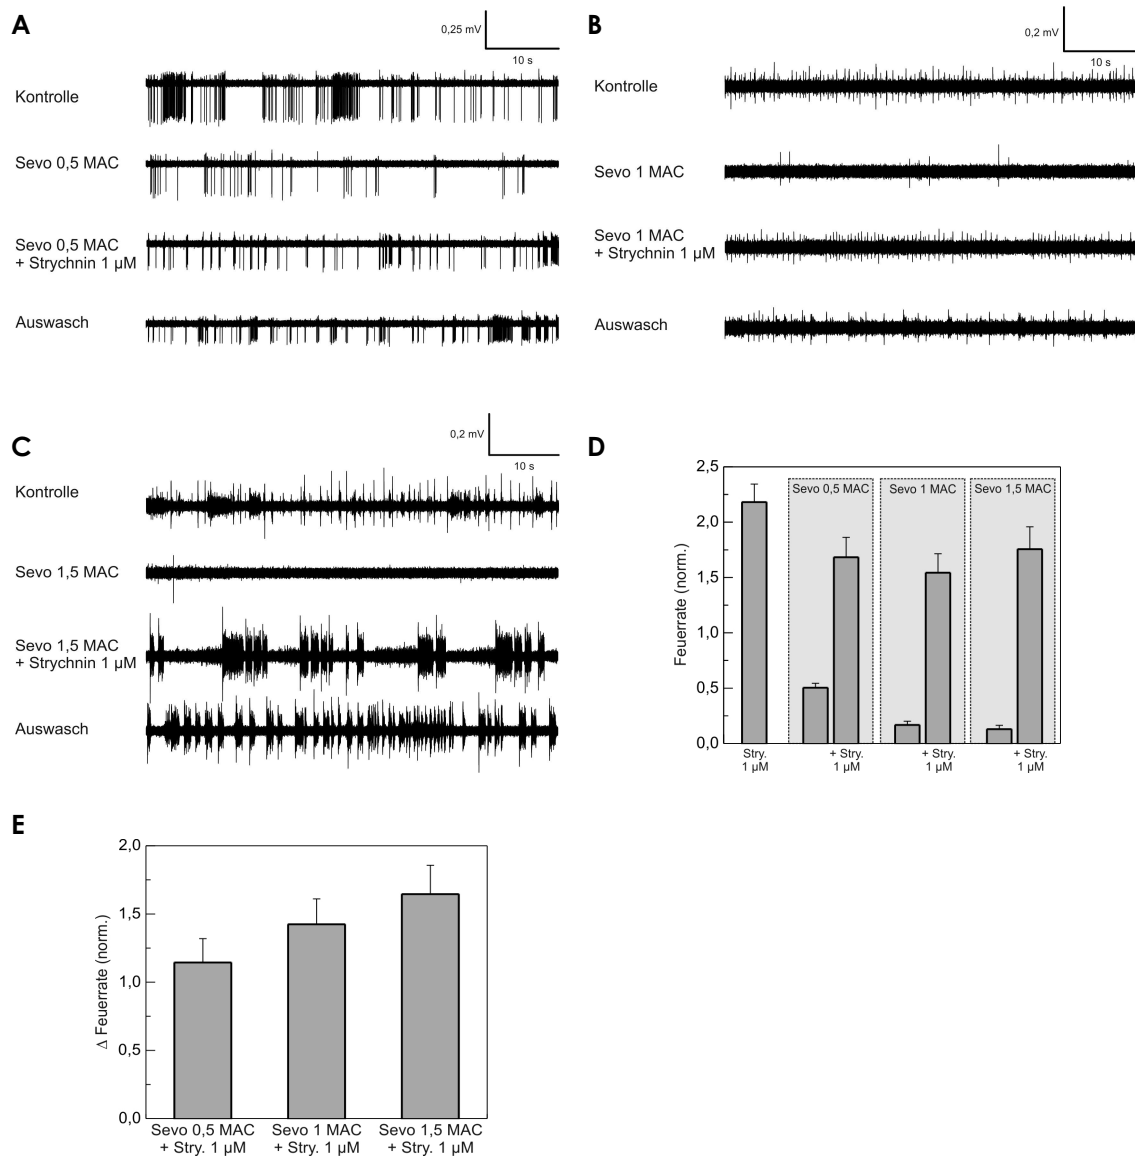 A
0,25 mV
10 s
Kontrolle
Sevo 0,5 MAC
Sevo 0,5 MAC
+ Strychnin 1 µM
Auswasch
B
0,2 mV
10 s
Kontrolle
Sevo 1 MAC
Sevo 1 MAC
+ Strychnin 1 µM
Auswasch
C
0,2 mV
10 s
Kontrolle
Sevo 1,5 MAC
Sevo 1,5 MAC
+ Strychnin 1 µM
Auswasch
D
Feuerrate (norm.)
2,5
2,0
1,5
1,0
0,5
0,0
Sevo 0,5 MAC
Sevo 1 MAC
Sevo 1,5 MAC
Stry.
1 µM
+ Stry.
1 µM
+ Stry.
1 µM
+ Stry.
1 µM
E
Δ Feuerrate (norm.)
2,0
1,5
1,0
0,5
0,0
Sevo 0,5 MAC
+ Stry. 1 µM
Sevo 1 MAC
+ Stry. 1 µM
Sevo 1,5 MAC
+ Stry. 1 µM